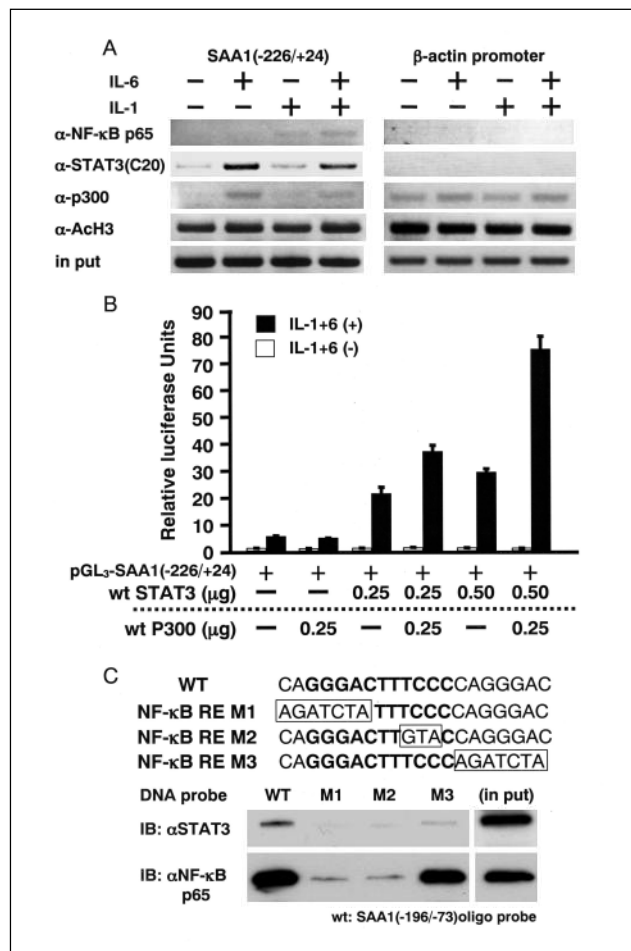 A
SAA1(-226/+24)
β-actin promoter
IL-6 − + − + − + − +
IL-1 − − + + − − + +
α-NF-κB p65
α-STAT3(C20)
α-p300
α-AcH3
in put
B
90
80
70
60
50
40
30
20
10
0
Relative luciferase Units
IL-1+6 (+)
IL-1+6 (-)
pGL3-SAA1(-226/+24) + + + + + +
wt STAT3 (μg) — — 0.25 0.25 0.50 0.50
wt P300 (μg) — 0.25 — 0.25 — 0.25
C
WT CAGGGACTTTCCCCAGGGAC
NF-κB RE M1 AGATCTATTTCCCCAGGGAC
NF-κB RE M2 CAGGGACTTGTACCAGGGAC
NF-κB RE M3 CAGGGACTTTCCCAGATCTA
DNA probe WT M1 M2 M3 (in put)
IB: αSTAT3
IB: αNF-κB
p65
wt: SAA1(-196/-73)oligo probe